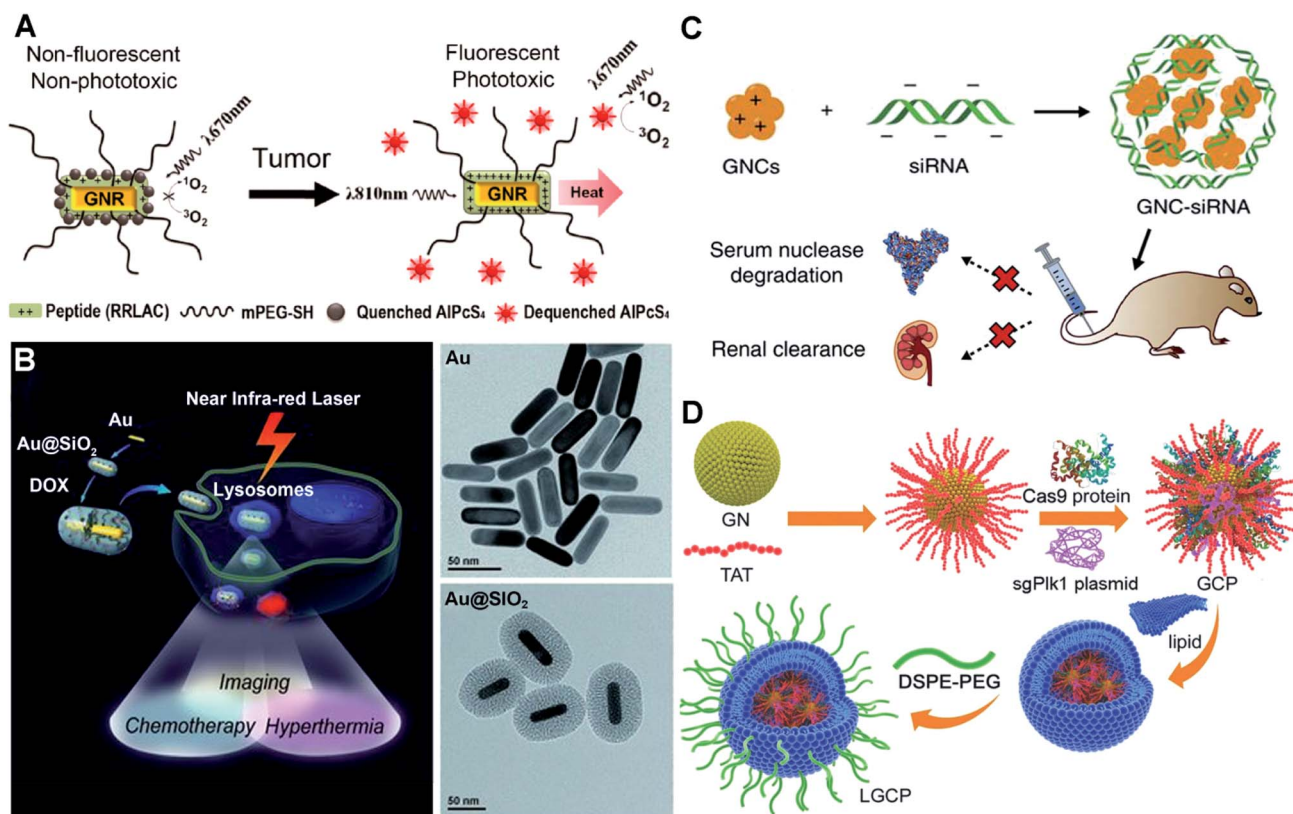 A
Non-fluorescent
Non-phototoxic
λ670nm
¹O₂
³O₂
GNR
Tumor
Fluorescent
Phototoxic
λ670nm
¹O₂
³O₂
λ810nm
GNR
Heat
++ Peptide (RRLAC)
mPEG-SH
Quenched AlPcS₄
Dequenched AlPcS₄
B
Near Infra-red Laser
Au
Au@SiO₂
DOX
Lysosomes
Imaging
Chemotherapy
Hyperthermia
Au
50 nm
Au@SIO₂
50 nm
C
+
GNCs
siRNA
GNC-siRNA
Serum nuclease
degradation
Renal clearance
D
GN
TAT
Cas9 protein
sgPlk1 plasmid
GCP
lipid
DSPE-PEG
LGCP